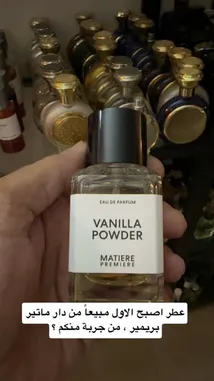 EAU DE PARFUM
VANILLA
POWDER
MATIERE
PREMIERE
عطر اصبح الاول مبيعاً من دار ماتير
بريمير ، من جربة منكم ؟